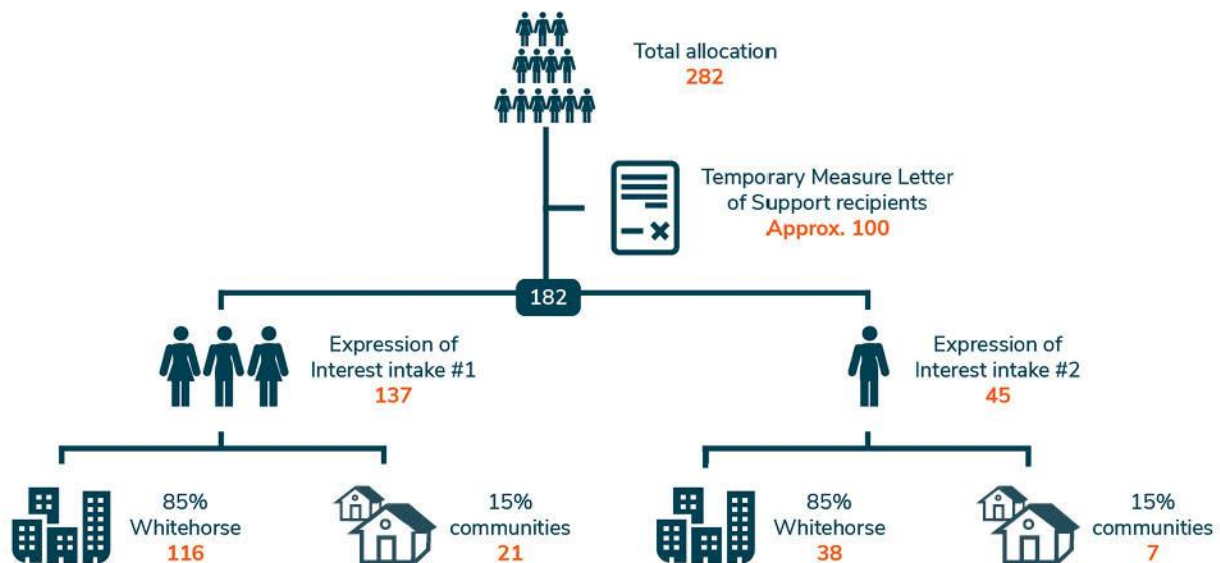 Total allocation
282
Temporary Measure Letter
of Support recipients
Approx. 100
182
Expression of
Interest intake #1
137
Expression of
Interest intake #2
45
85%
Whitehorse
116
15%
communities
21
85%
Whitehorse
38
15%
communities
7